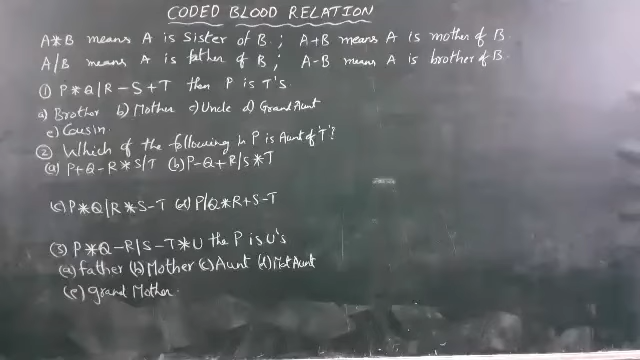 CODED BLOOD RELATION
A*B means A is sister of B ; A+B means A is mother of B
A/B means A is father of B ; A-B means A is brother of B.
① P*Q/R-S+T then P is T's.
a) Brother b) Mother c) Uncle d) Grand Aunt
e) Cousin
② Which of the following is P is Aunt of T?
(a) P+Q-R*S/T (b) P-Q+R/S*T
(c) P*Q/R*S-T (d) P/Q*R+S-T
(3) P*Q-R/S-T*U the P is U's
(a) father (b) Mother (c) Aunt (d) Aunt
(e) grand Mother.